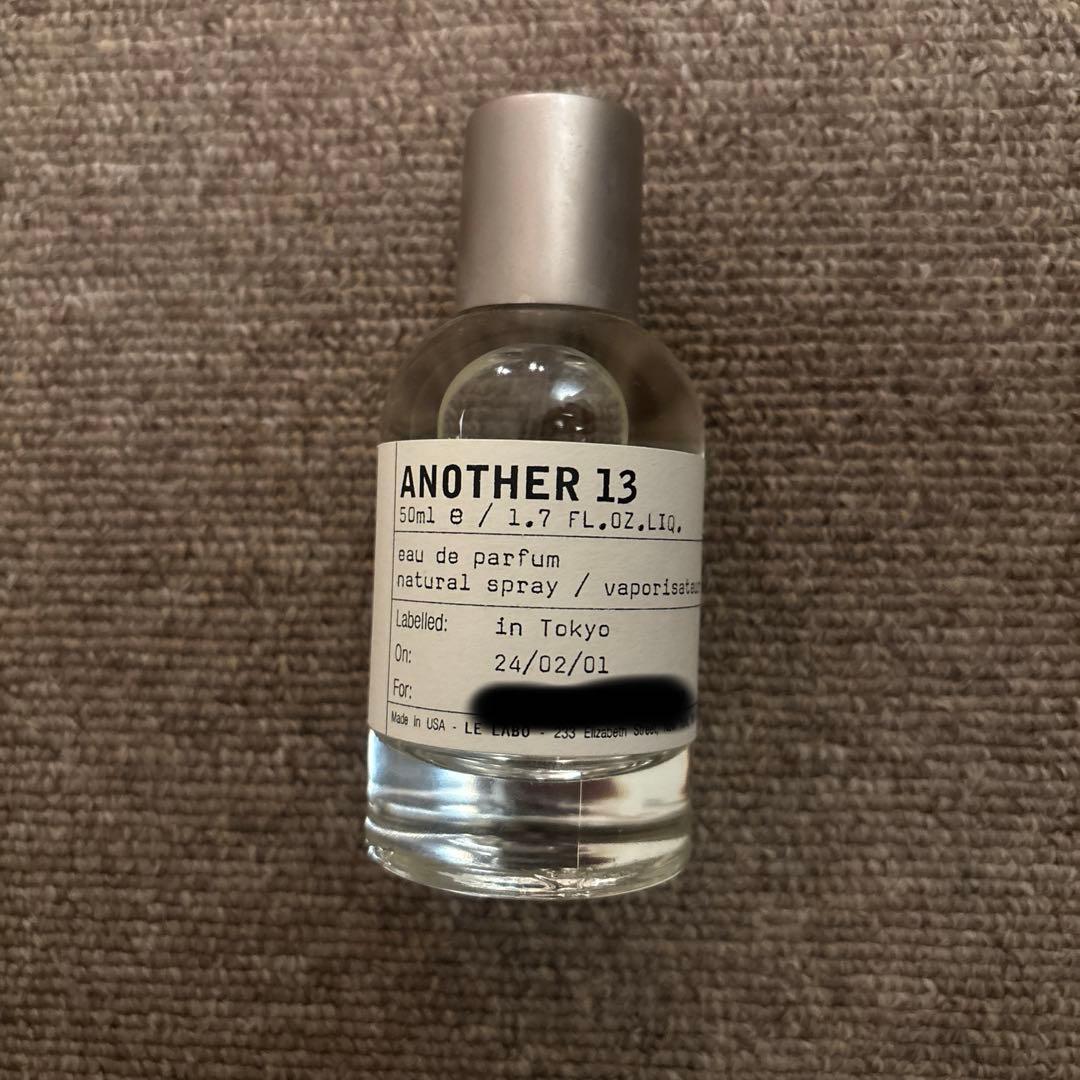 ANOTHER 13
50ml e / 1.7 FL.OZ.LIQ.
eau de parfum
natural spray / vaporisateur
Labelled: in Tokyo
On: 24/02/01
For:
Made in USA - LE LABO - 233 Elizabeth Street,